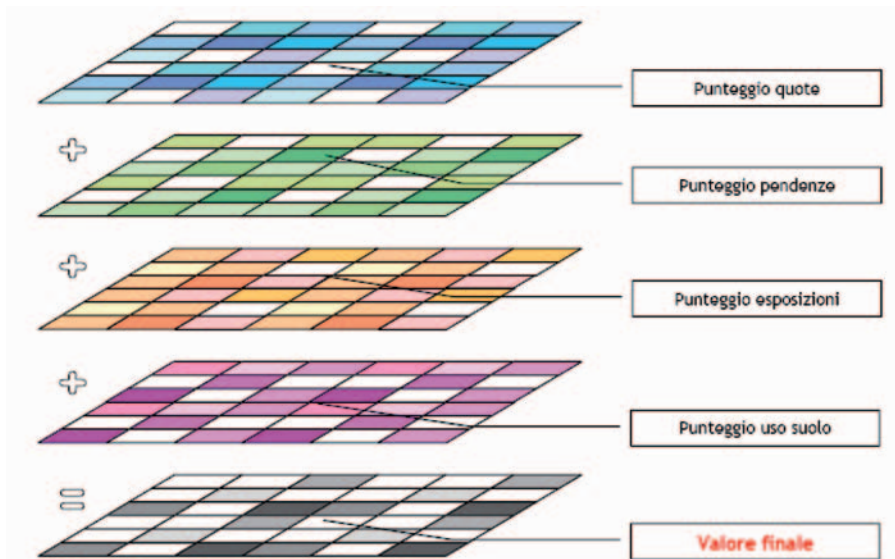 Punteggio quote
Punteggio pendenze
Punteggio esposizioni
Punteggio uso suolo
Valore finale